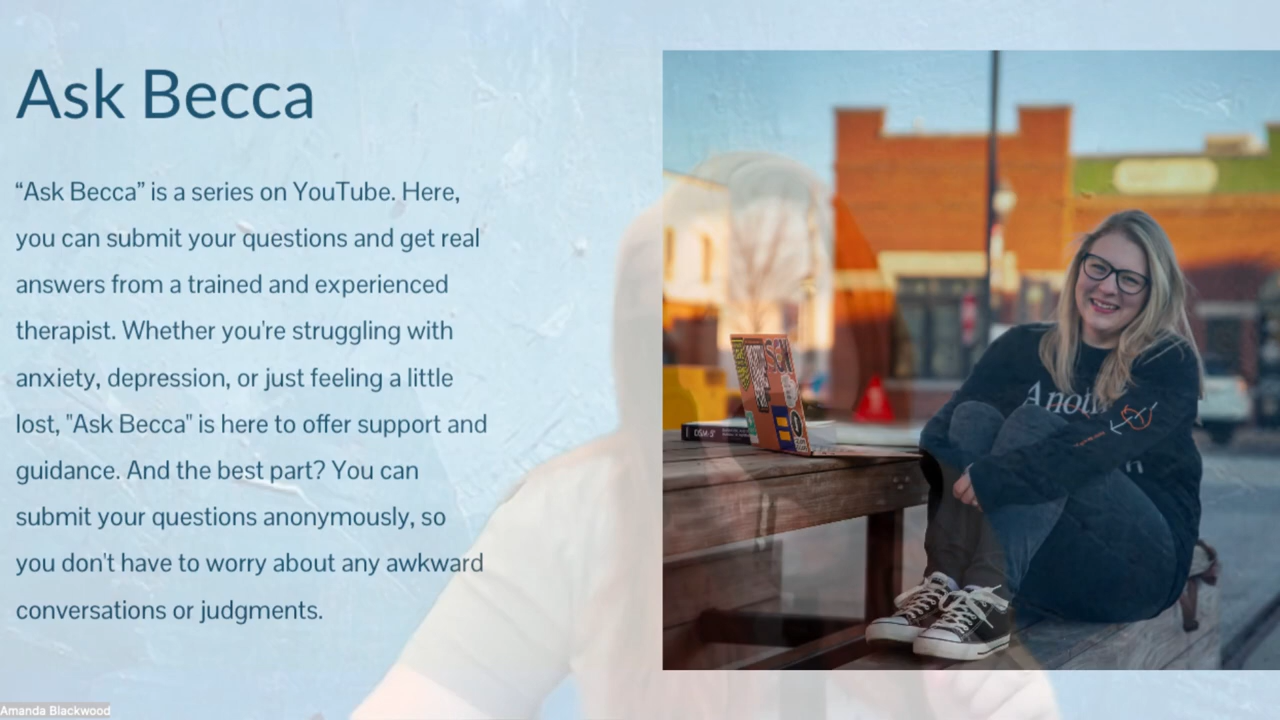 Ask Becca
“Ask Becca” is a series on YouTube. Here,
you can submit your questions and get real
answers from a trained and experienced
therapist. Whether you're struggling with
anxiety, depression, or just feeling a little
lost, "Ask Becca" is here to offer support and
guidance. And the best part? You can
submit your questions anonymously, so
you don't have to worry about any awkward
conversations or judgments.
DSM-5
Amanda Blackwood